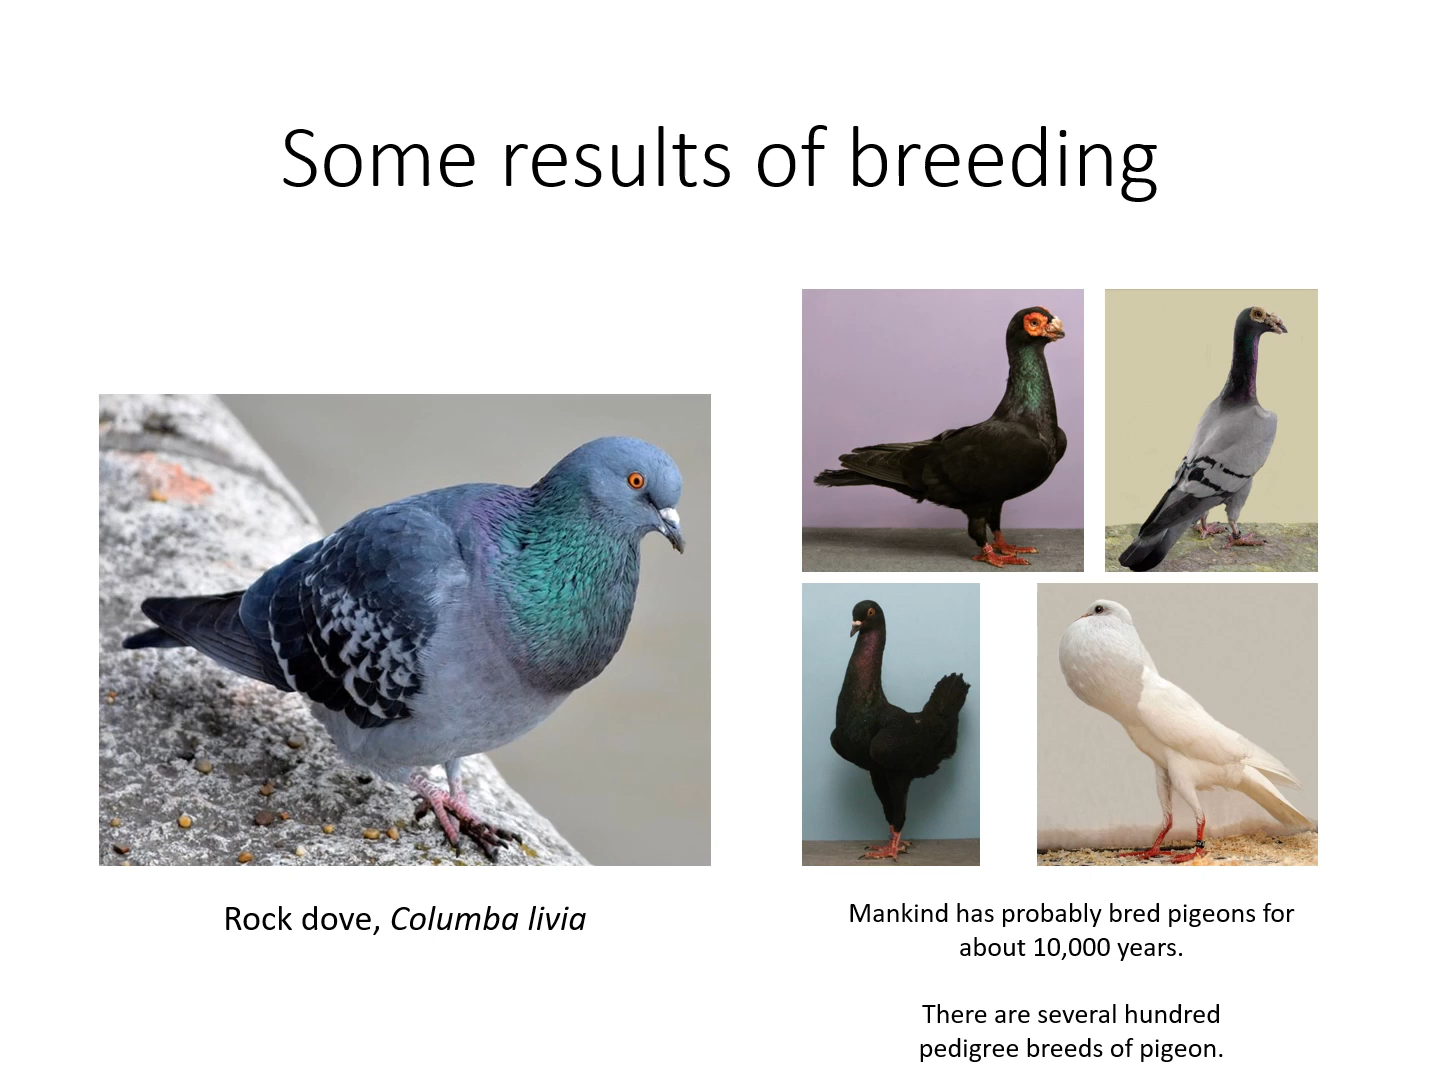 Some results of breeding
Rock dove, Columba livia
Mankind has probably bred pigeons for
about 10,000 years.
There are several hundred
pedigree breeds of pigeon.